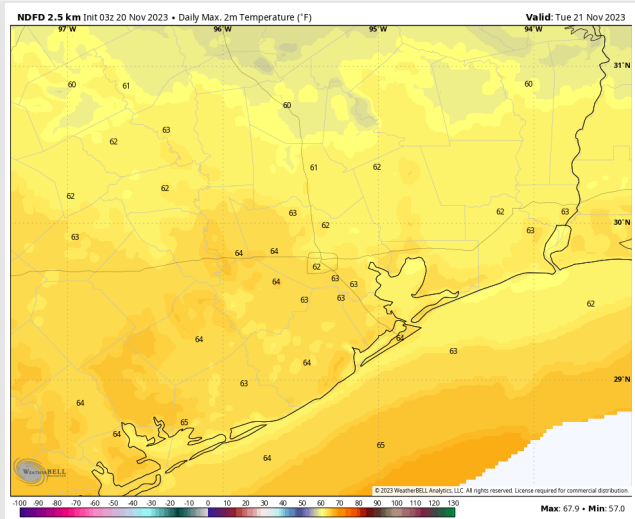 NDFD 2.5 km Init 03z 20 Nov 2023 • Daily Max. 2m Temperature (°F) Valid: Tue 21 Nov 2023
97°W 96°W 95°W 94°W
31°N
60 61 60
60
63
62
61 62
62
62
63 62 63
62
63
63
64 64
62
63
64 63
63 63
62
64 64
63
64
63
29°N
64
65
64
65
64
30°N
WEATHERBELL
© 2023 WeatherBELL Analytics, LLC. All rights reserved. License required for commercial distribution.
-100 -90 -80 -70 -60 -50 -40 -30 -20 -10 0 10 20 30 40 50 60 70 80 90 100 110 120 130
Max: 67.9 • Min: 57.0